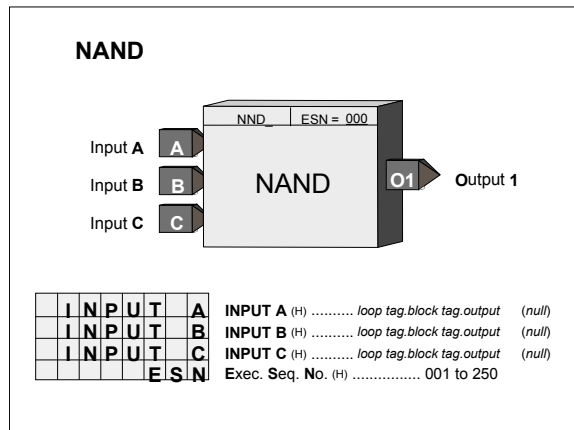 NAND
NND_ ESN = 000
Input A A
Input B B
Input C C
NAND
O1 Output 1
INPUT A INPUT A (H) .......... loop tag.block tag.output (null)
INPUT B INPUT B (H) .......... loop tag.block tag.output (null)
INPUT C INPUT C (H) .......... loop tag.block tag.output (null)
ESN Exec. Seq. No. (H) ................ 001 to 250